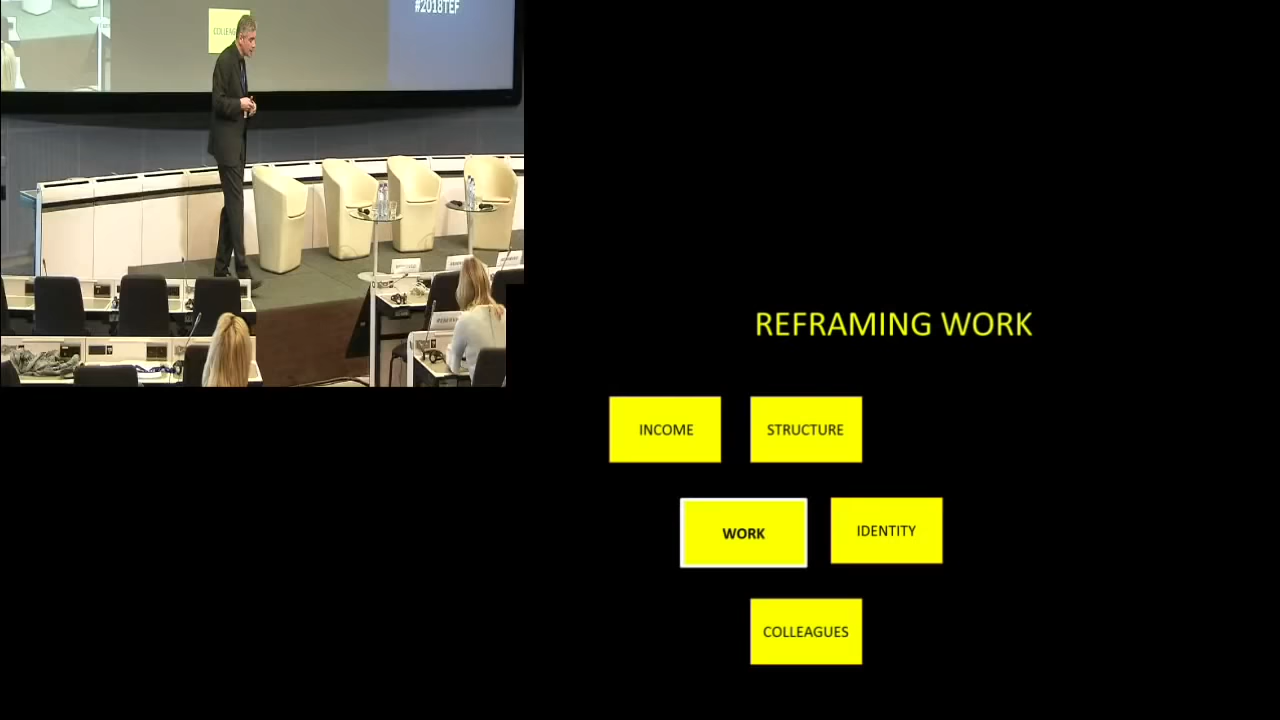 #2018TEF
REFRAMING WORK
INCOME
STRUCTURE
WORK
IDENTITY
COLLEAGUES